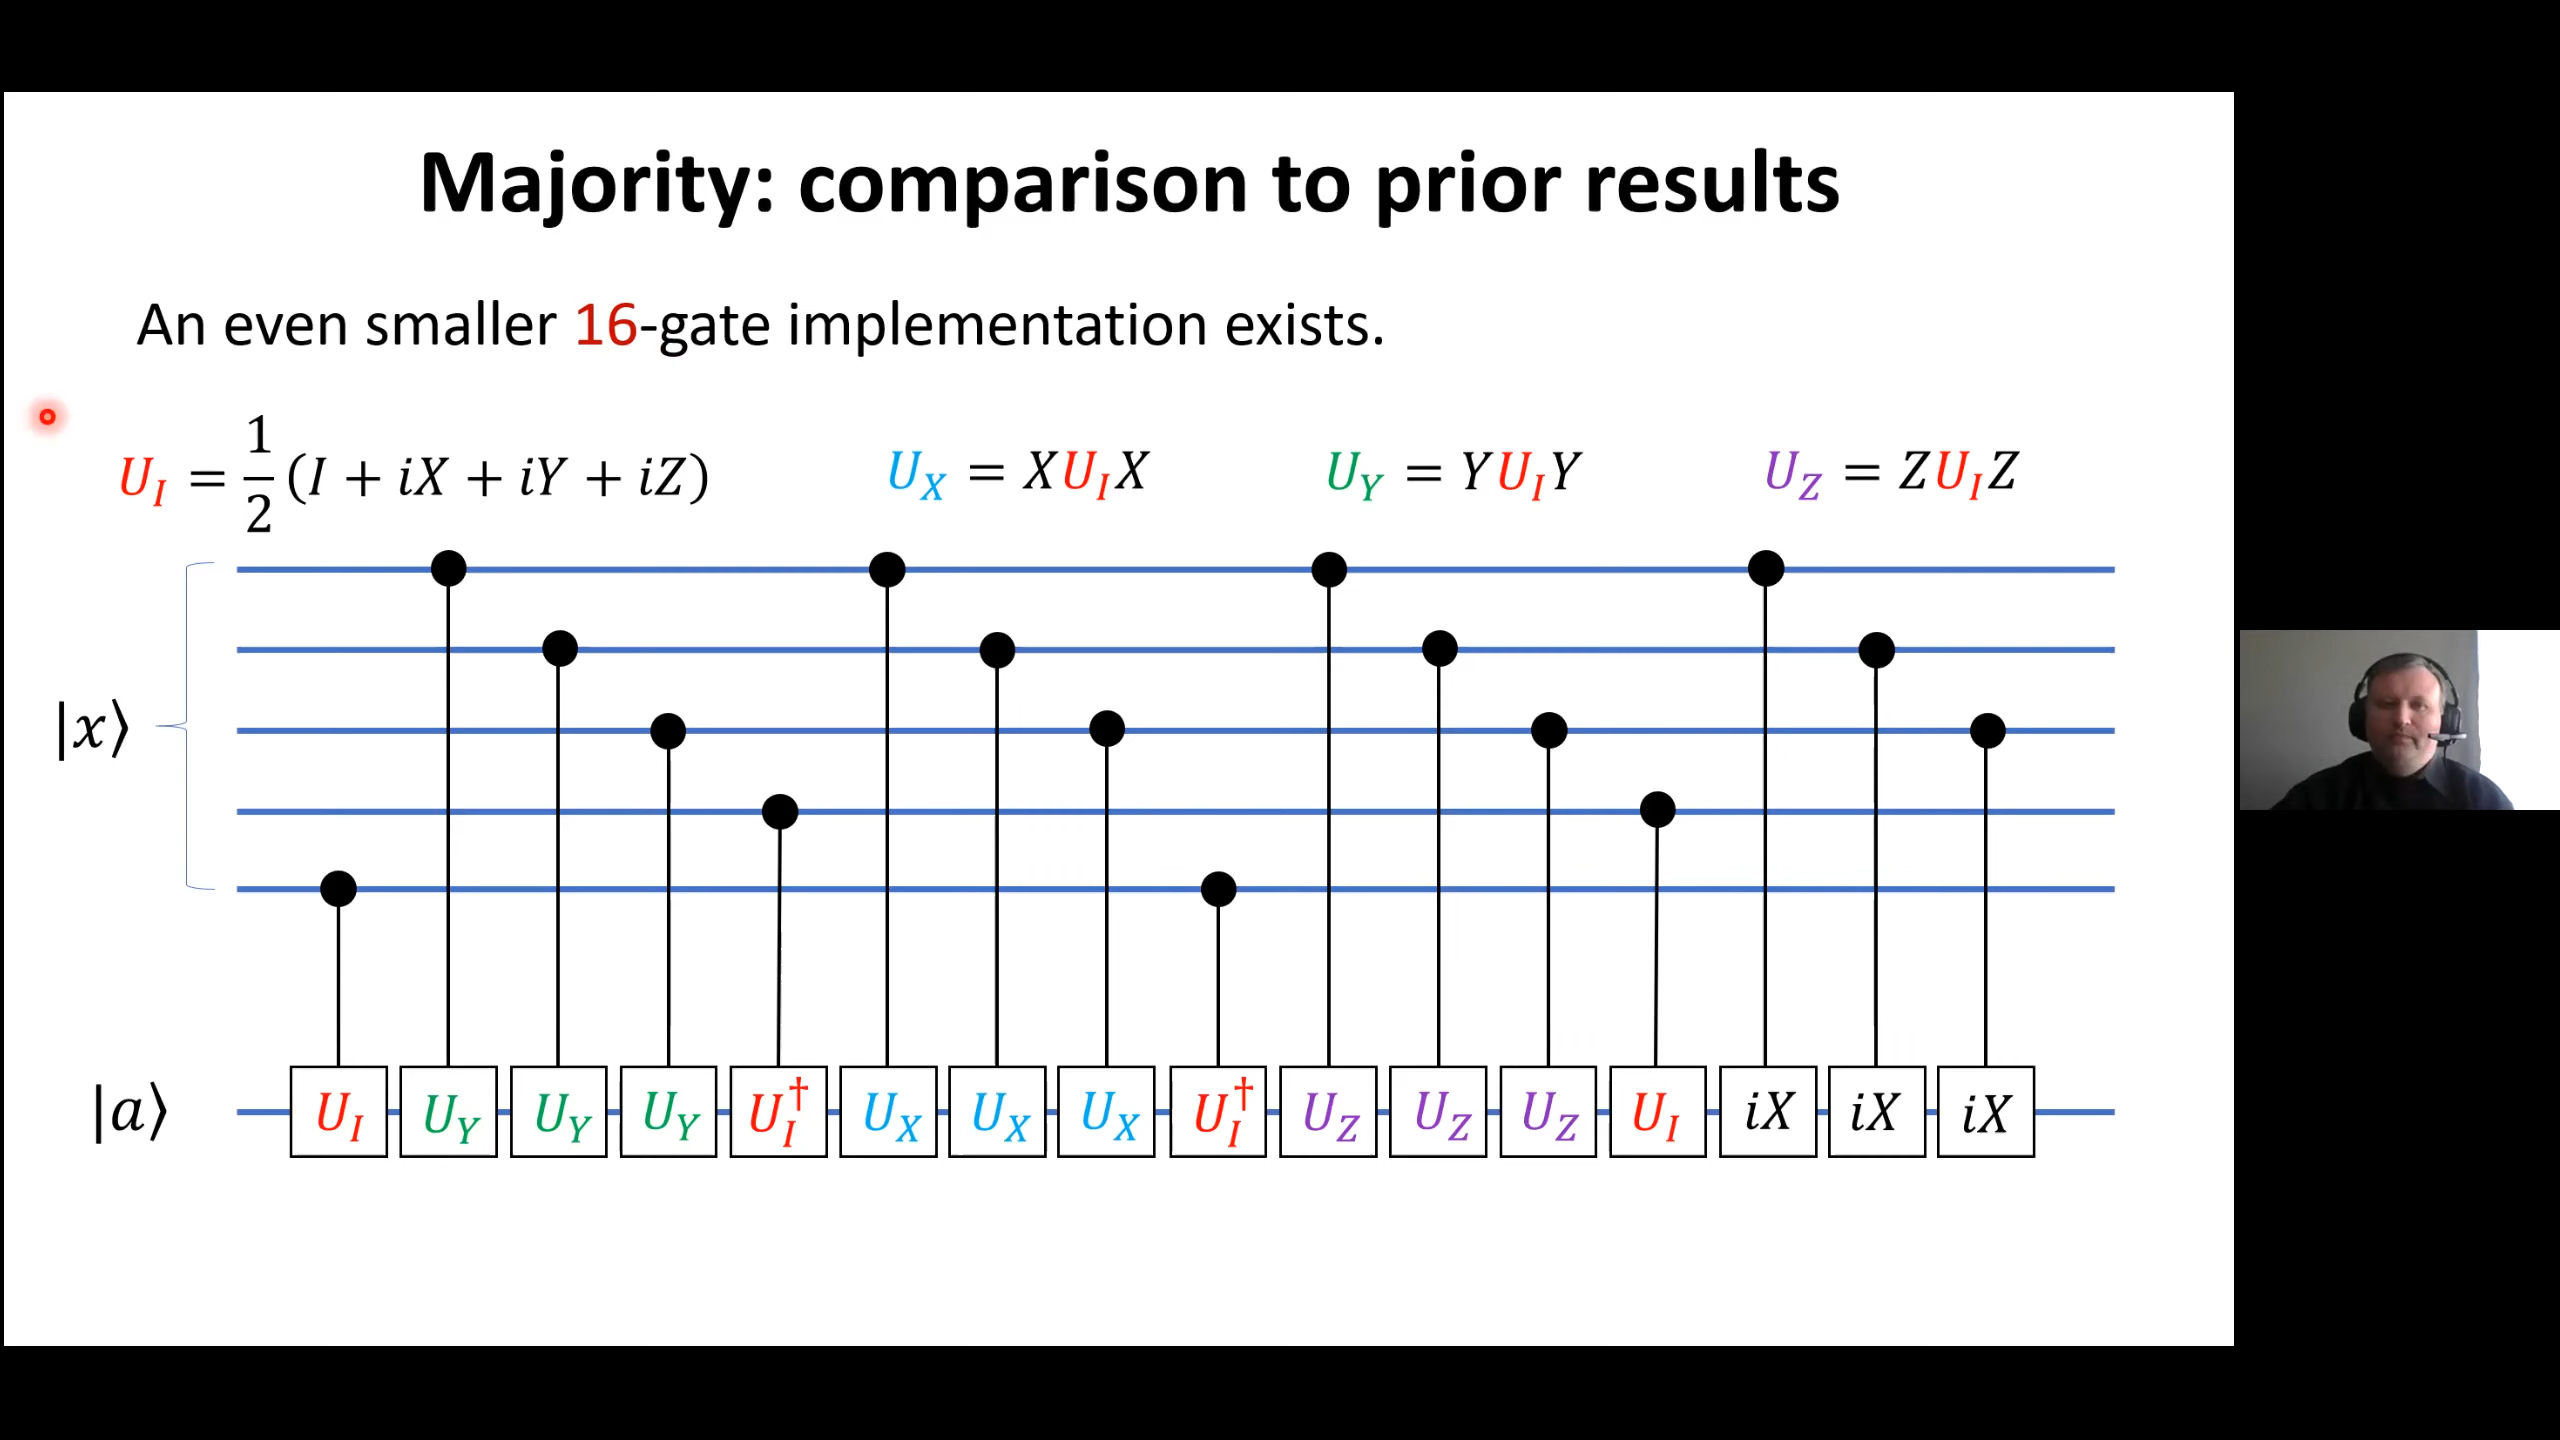 Majority: comparison to prior results
An even smaller 16-gate implementation exists.
U_I = 1/2 (I + iX + iY + iZ)  U_X = XU_IX  U_Y = YU_IY  U_Z = ZU_IZ
|x⟩
|a⟩ U_I U_Y U_Y U_Y U_I† U_X U_X U_X U_I† U_Z U_Z U_Z U_I iX iX iX